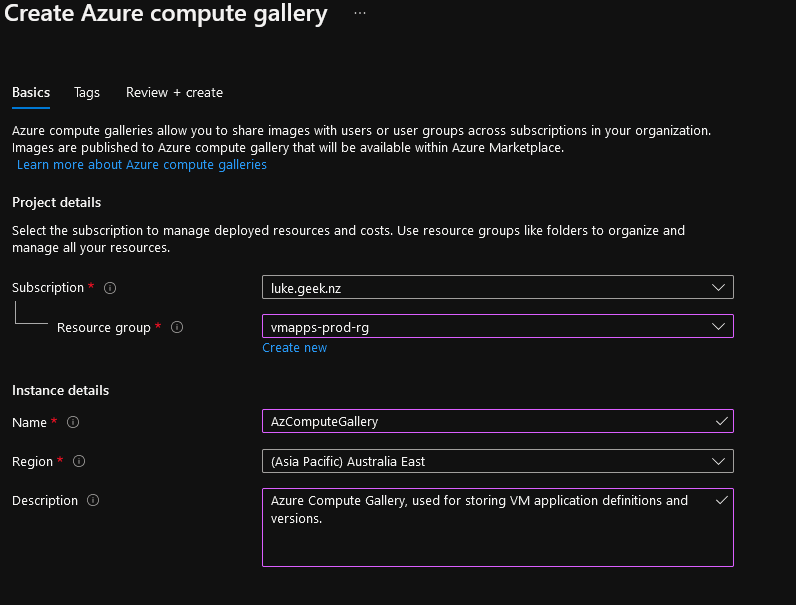 Create Azure compute gallery ...
Basics Tags Review + create
Azure compute galleries allow you to share images with users or user groups across subscriptions in your organization.
Images are published to Azure compute gallery that will be available within Azure Marketplace.
Learn more about Azure compute galleries
Project details
Select the subscription to manage deployed resources and costs. Use resource groups like folders to organize and
manage all your resources.
Subscription * luke.geek.nz
Resource group * vmapps-prod-rg
Create new
Instance details
Name * AzComputeGallery
Region * (Asia Pacific) Australia East
Description Azure Compute Gallery, used for storing VM application definitions and
versions.